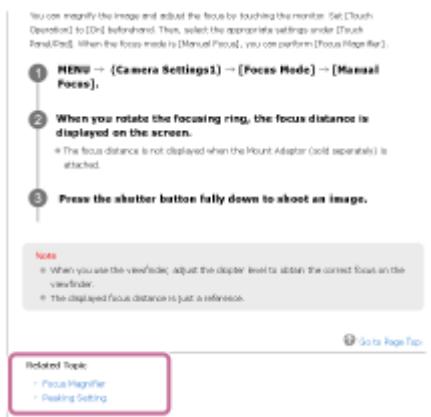 You can magnify the image and adjust the focus by touching the monitor. Set [Touch
Operation] to [On] beforehand. Then, select the appropriate settings under [Touch
Panel/Pad]. When the focus mode is [Manual Focus], you can perform [Focus Magnifier].
1 MENU → (Camera Settings1) → [Focus Mode] → [Manual
Focus].
2 When you rotate the focusing ring, the focus distance is
displayed on the screen.
The focus distance is not displayed when the Mount Adaptor (sold separately) is
attached.
3 Press the shutter button fully down to shoot an image.
Note
When you use the viewfinder, adjust the diopter level to obtain the correct focus on the
viewfinder.
The displayed focus distance is just a reference.
Go to Page Top
Related Topic
Focus Magnifier
Peaking Setting